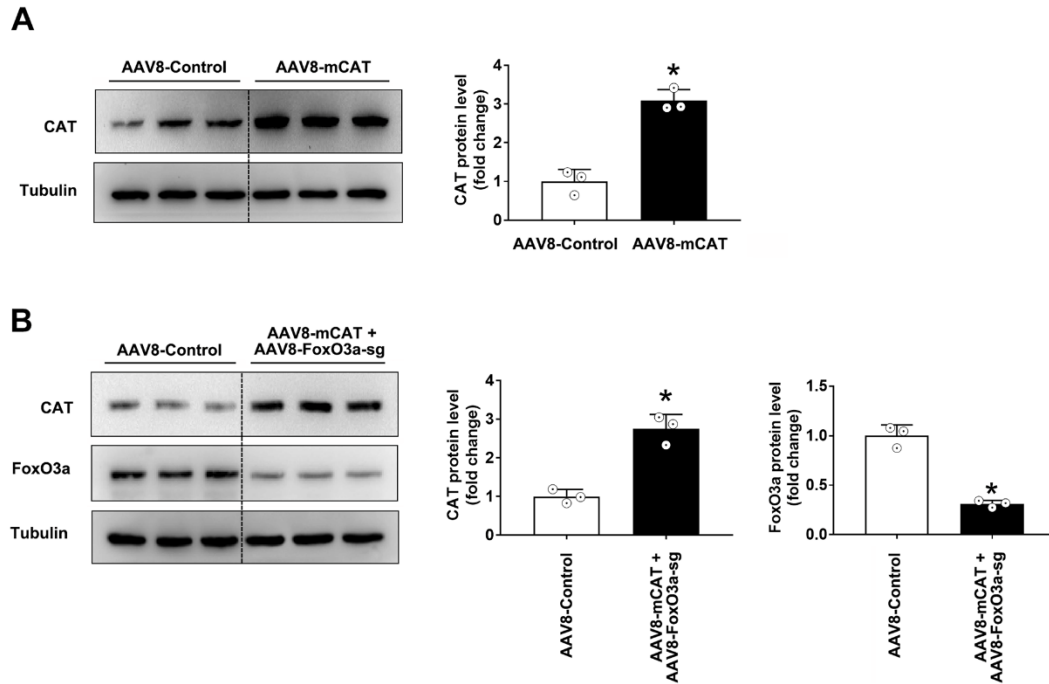 A
AAV8-Control
AAV8-mCAT
CAT
Tubulin
CAT protein level
(fold change)
4
3
2
1
0
*
AAV8-Control
AAV8-mCAT
B
AAV8-Control
AAV8-mCAT +
AAV8-FoxO3a-sg
CAT
FoxO3a
Tubulin
CAT protein level
(fold change)
4
3
2
1
0
*
AAV8-Control
AAV8-mCAT +
AAV8-FoxO3a-sg
FoxO3a protein level
(fold change)
1.5
1.0
0.5
0.0
*
AAV8-Control
AAV8-mCAT +
AAV8-FoxO3a-sg